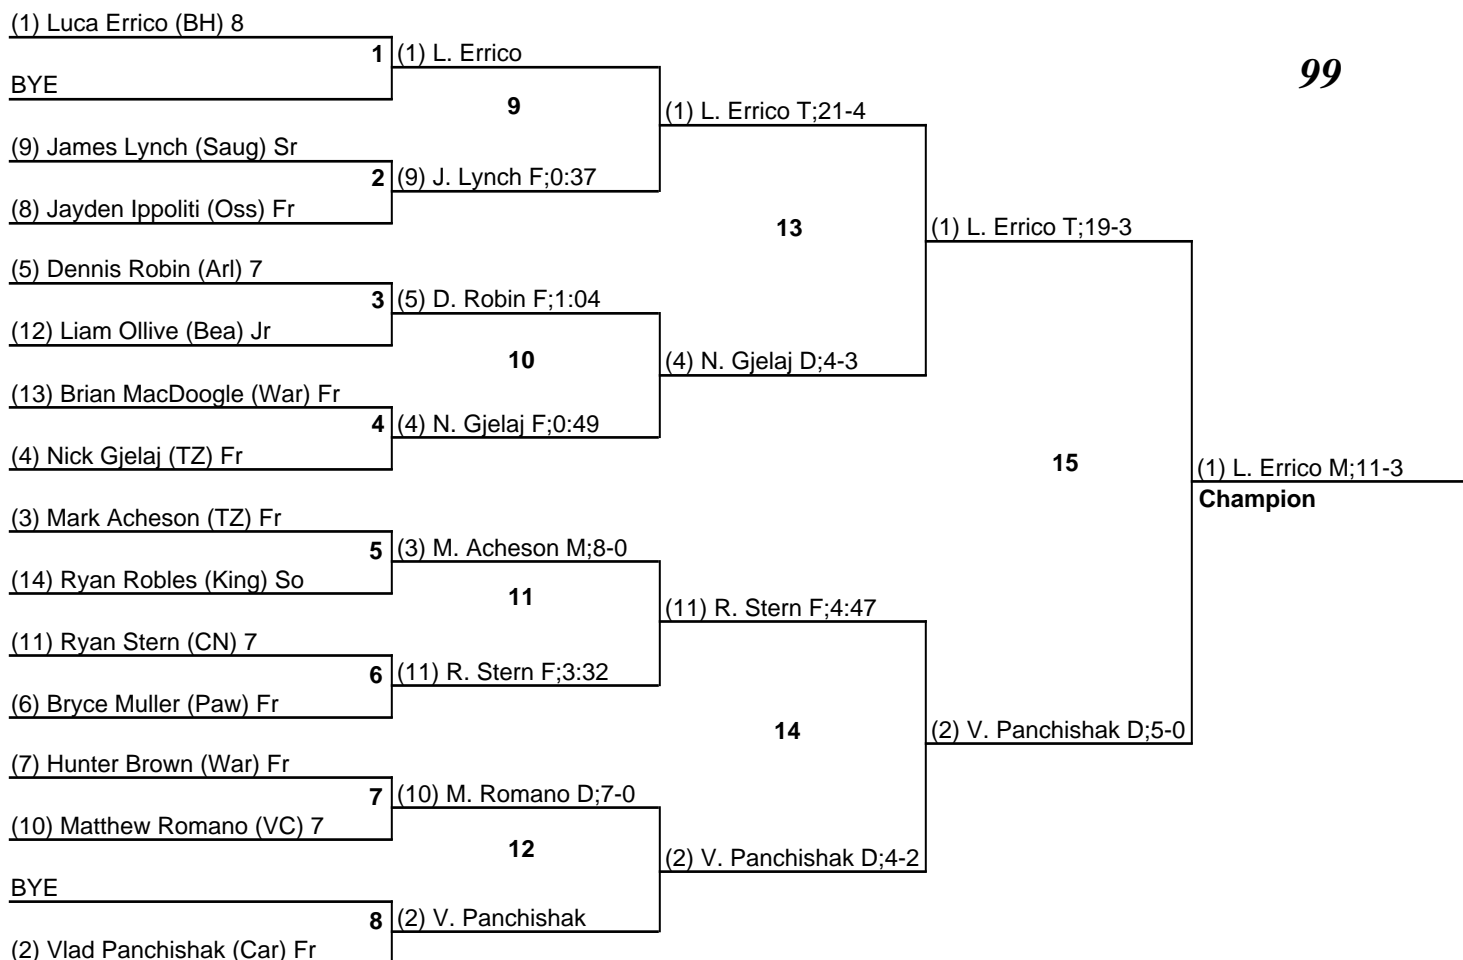 (1) Luca Errico (BH) 8
1
(1) L. Errico
99
BYE
9
(1) L. Errico T;21-4
(9) James Lynch (Saug) Sr
2
(9) J. Lynch F;0:37
(8) Jayden Ippoliti (Oss) Fr
13
(1) L. Errico T;19-3
(5) Dennis Robin (Arl) 7
3
(5) D. Robin F;1:04
(12) Liam Ollive (Bea) Jr
10
(4) N. Gjelaj D;4-3
(13) Brian MacDoogle (War) Fr
4
(4) N. Gjelaj F;0:49
(4) Nick Gjelaj (TZ) Fr
15
(1) L. Errico M;11-3
Champion
(3) Mark Acheson (TZ) Fr
5
(3) M. Acheson M;8-0
(14) Ryan Robles (King) So
11
(11) R. Stern F;4:47
(11) Ryan Stern (CN) 7
6
(11) R. Stern F;3:32
(6) Bryce Muller (Paw) Fr
14
(2) V. Panchishak D;5-0
(7) Hunter Brown (War) Fr
7
(10) M. Romano D;7-0
(10) Matthew Romano (VC) 7
12
(2) V. Panchishak D;4-2
BYE
8
(2) V. Panchishak
(2) Vlad Panchishak (Car) Fr